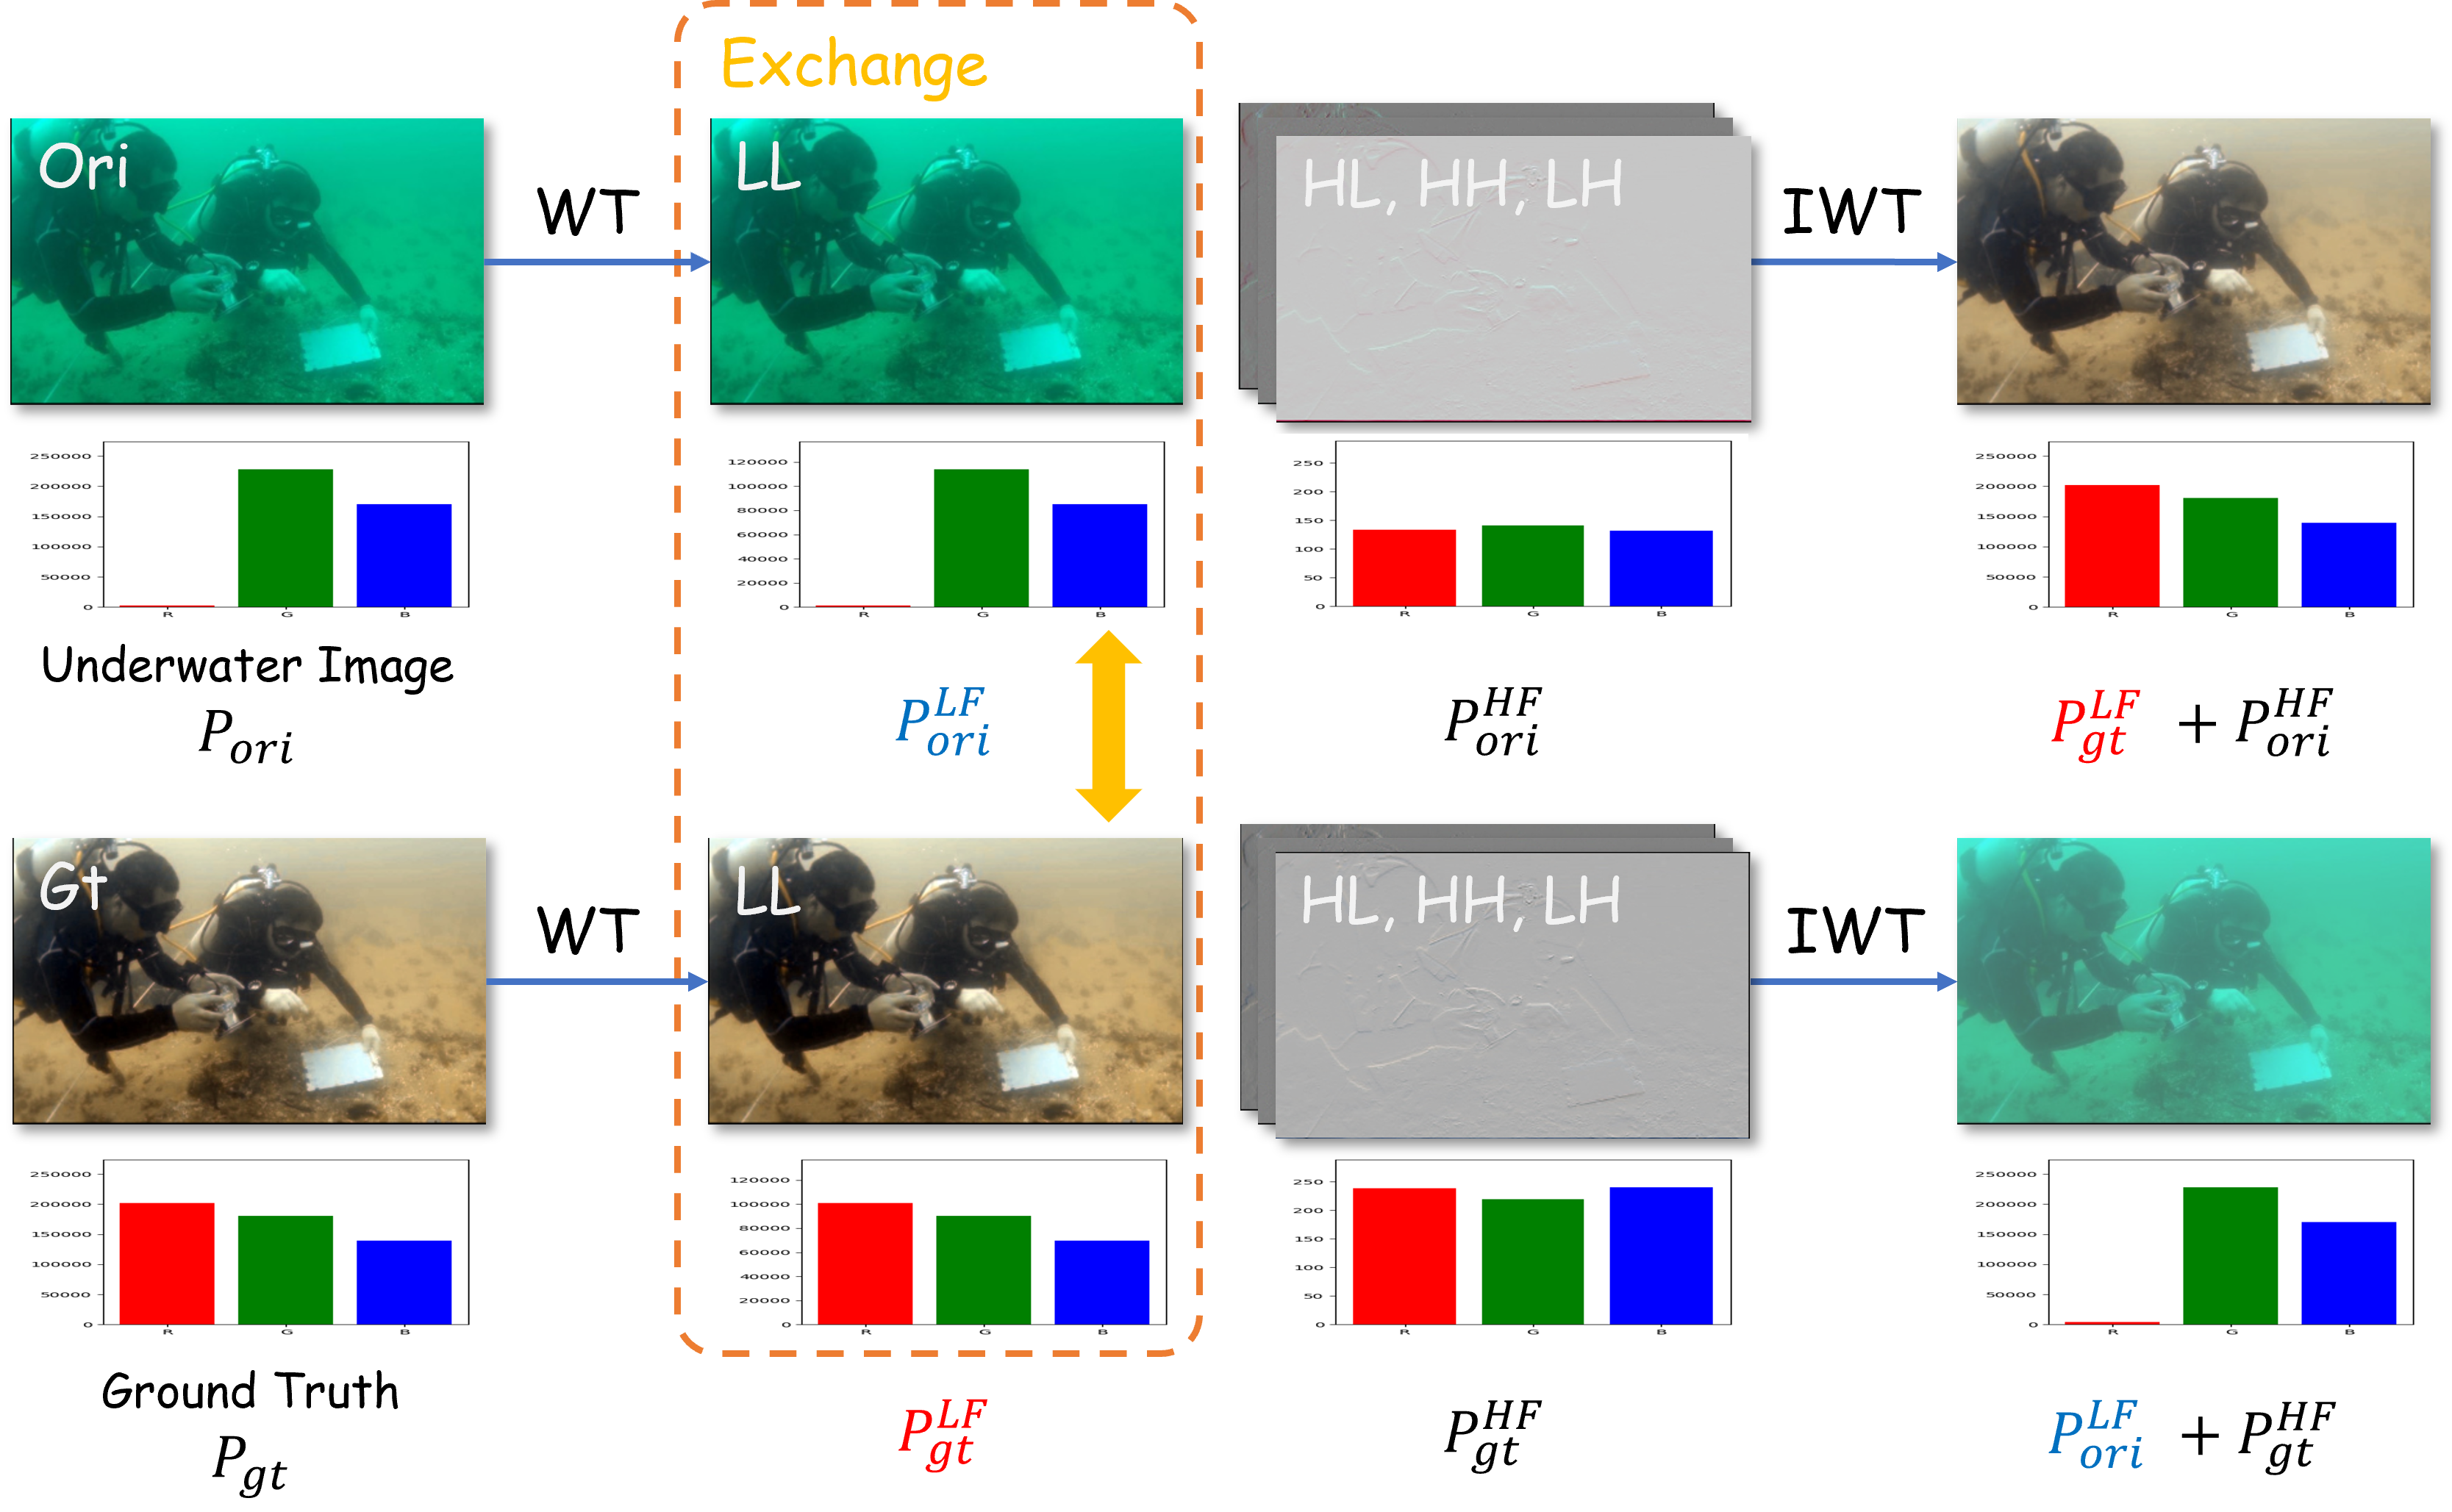 Exchange
Ori
WT
LL
HL, HH, LH
IWT
250000
200000
150000
100000
50000
0
R G B
120000
100000
80000
60000
40000
20000
0
R G B
250
200
150
100
50
0
R G B
250000
200000
150000
100000
50000
0
R G B
Underwater Image
P_{ori}
P_{ori}^{LF}
P_{ori}^{HF}
P_{gt}^{LF} + P_{ori}^{HF}
Gt
WT
LL
HL, HH, LH
IWT
250000
200000
150000
100000
50000
0
R G B
120000
100000
80000
60000
40000
20000
0
R G B
250
200
150
100
50
0
R G B
250000
200000
150000
100000
50000
0
R G B
Ground Truth
P_{gt}
P_{gt}^{LF}
P_{gt}^{HF}
P_{ori}^{LF} + P_{gt}^{HF}